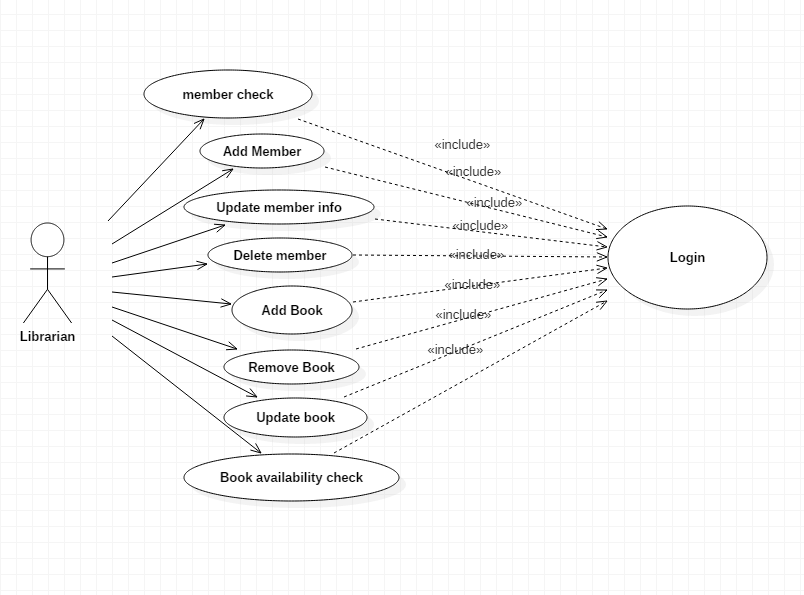 member check
«include»
Add Member
«include»
«include»
Update member info
«include»
Delete member
«include»
Login
«include»
Add Book
«include»
Librarian
«include»
Remove Book
Update book
Book availability check